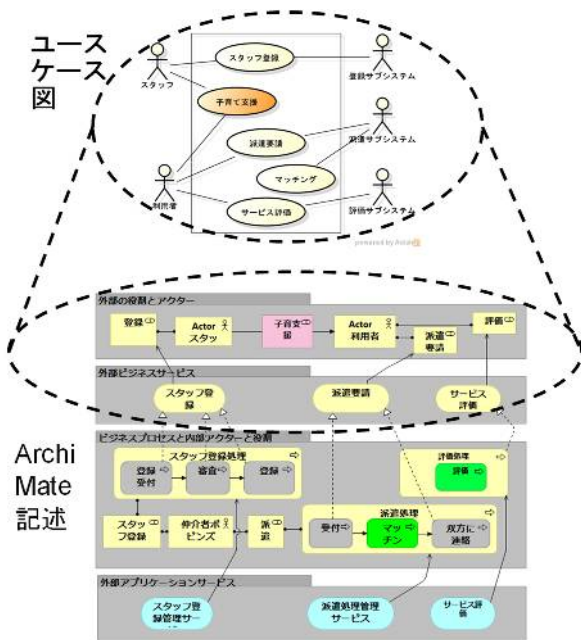 ユース
ケース
図
スタッフ
スタッフ登録
登録サブシステム
子育て支援
派遣要請
派遣サブシステム
マッチング
利用者
サービス評価
評価サブシステム
powered by Astah
外部の役割とアクター
登録
Actor
スタッ
子育支
援
Actor
利用者
派遣
要請
評価
外部ビジネスサービス
スタッフ登
録
派遣要請
サービス
評価
Archi
Mate
記述
ビジネスプロセスと内部アクターと役割
スタッフ登録処理
登録
受付
審査
登録
評価処理
評価
スタッ
フ登録
仲介者ポ
ピンズ
派
遣
派遣処理
受付
マッ
チン
双方に
連絡
外部アプリケーションサービス
スタッフ登
録管理サー
派遣処理管理
サービス
サービス評
価